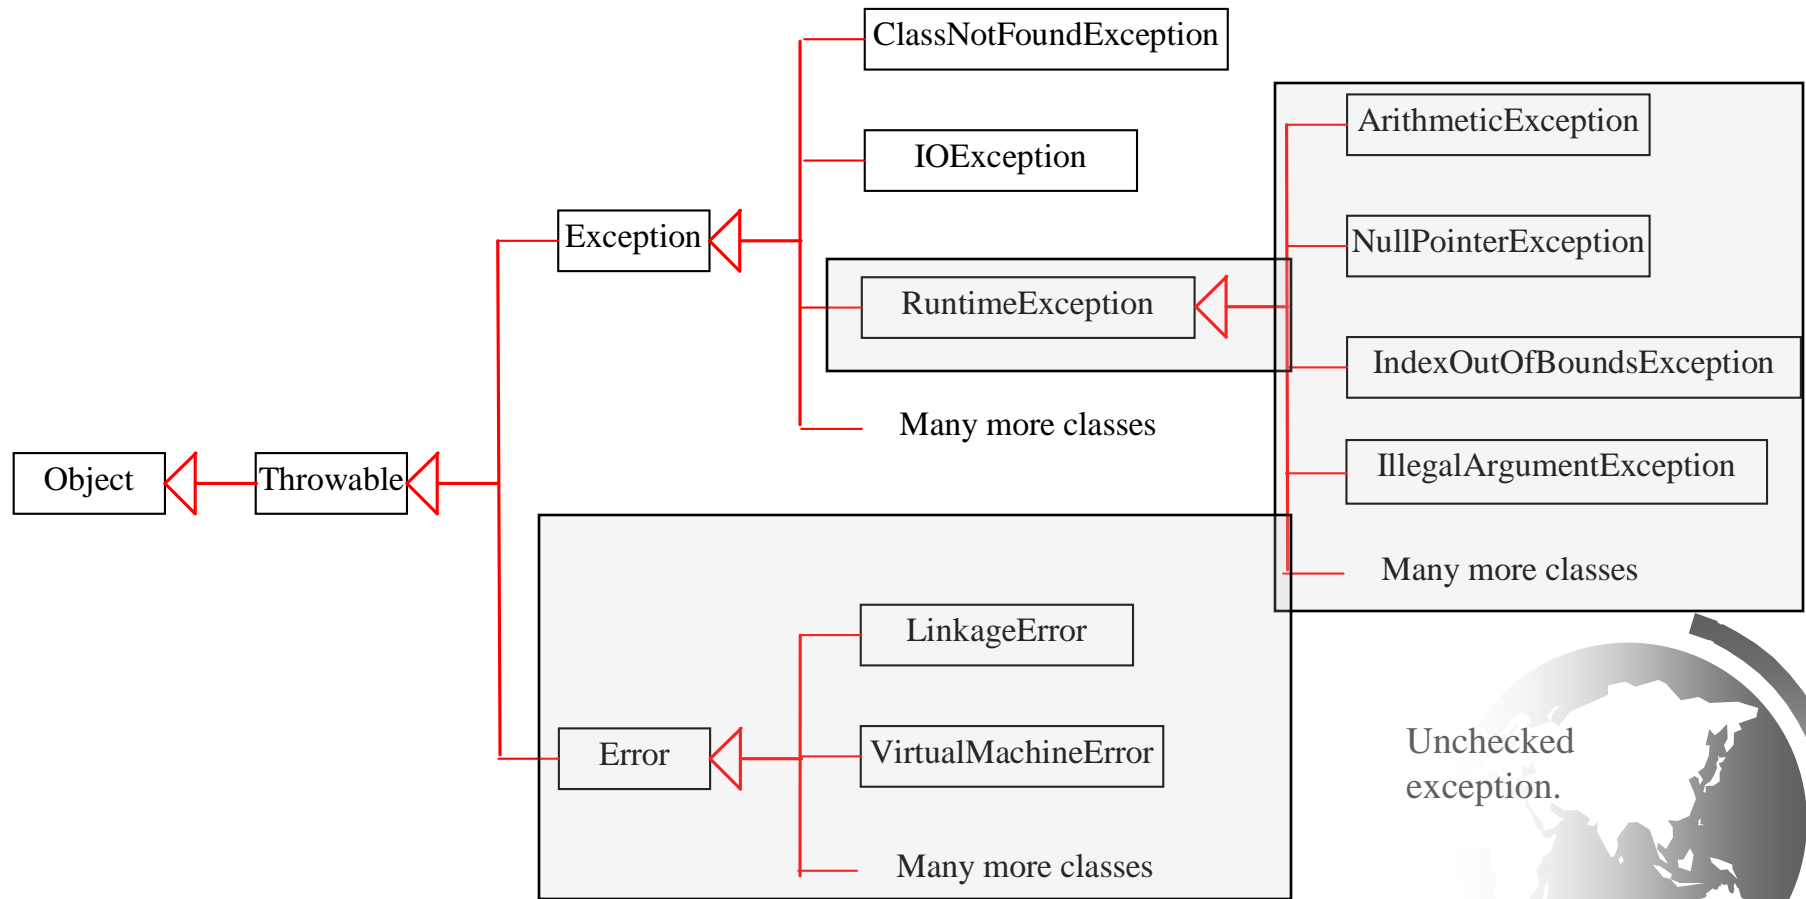 ClassNotFoundException
ArithmeticException
IOException
Exception
NullPointerException
RuntimeException
IndexOutOfBoundsException
Many more classes
Object
Throwable
IllegalArgumentException
Many more classes
LinkageError
Error
VirtualMachineError
Unchecked
exception.
Many more classes